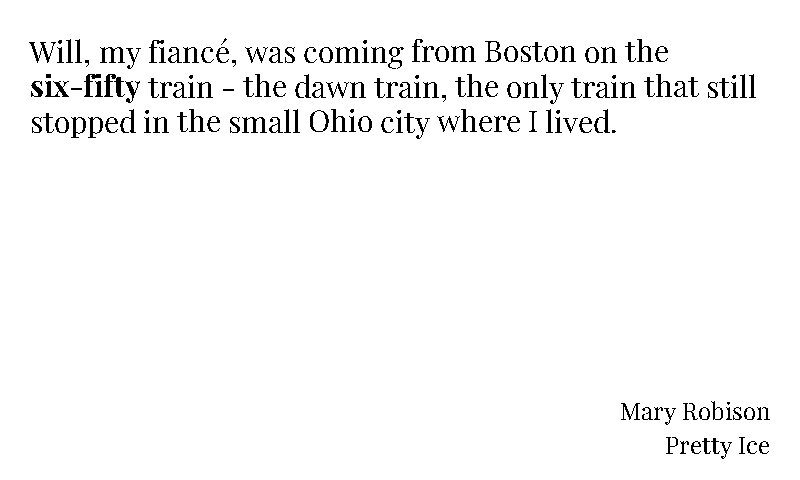 Will, my fiancé, was coming from Boston on the
six-fifty train - the dawn train, the only train that still
stopped in the small Ohio city where I lived.
Mary Robison
Pretty Ice